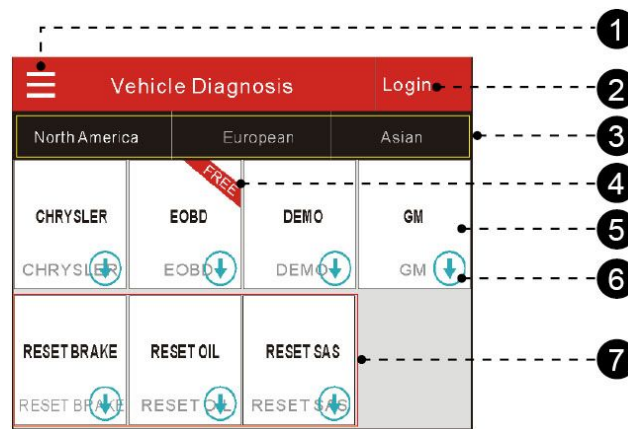 1
Vehicle Diagnosis Login
2
North America European Asian
3
FREE
4
CHRYSLER EOBD DEMO GM
5
CHRYSLER EOBD DEMO GM
6
RESET BRAKE RESET OIL RESET SAS
7
RESET BRAKE RESET OIL RESET SAS